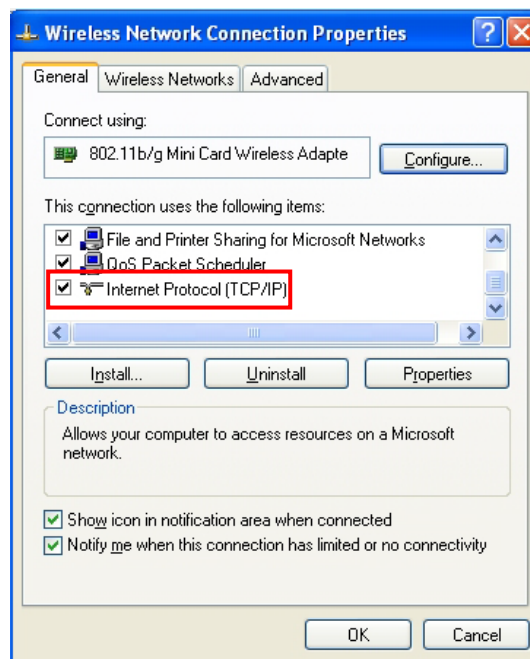 Wireless Network Connection Properties
General Wireless Networks Advanced
Connect using:
802.11b/g Mini Card Wireless Adapte
Configure...
This connection uses the following items:
File and Printer Sharing for Microsoft Networks
QoS Packet Scheduler
Internet Protocol (TCP/IP)
Install... Uninstall Properties
Description
Allows your computer to access resources on a Microsoft
network.
Show icon in notification area when connected
Notify me when this connection has limited or no connectivity
OK Cancel